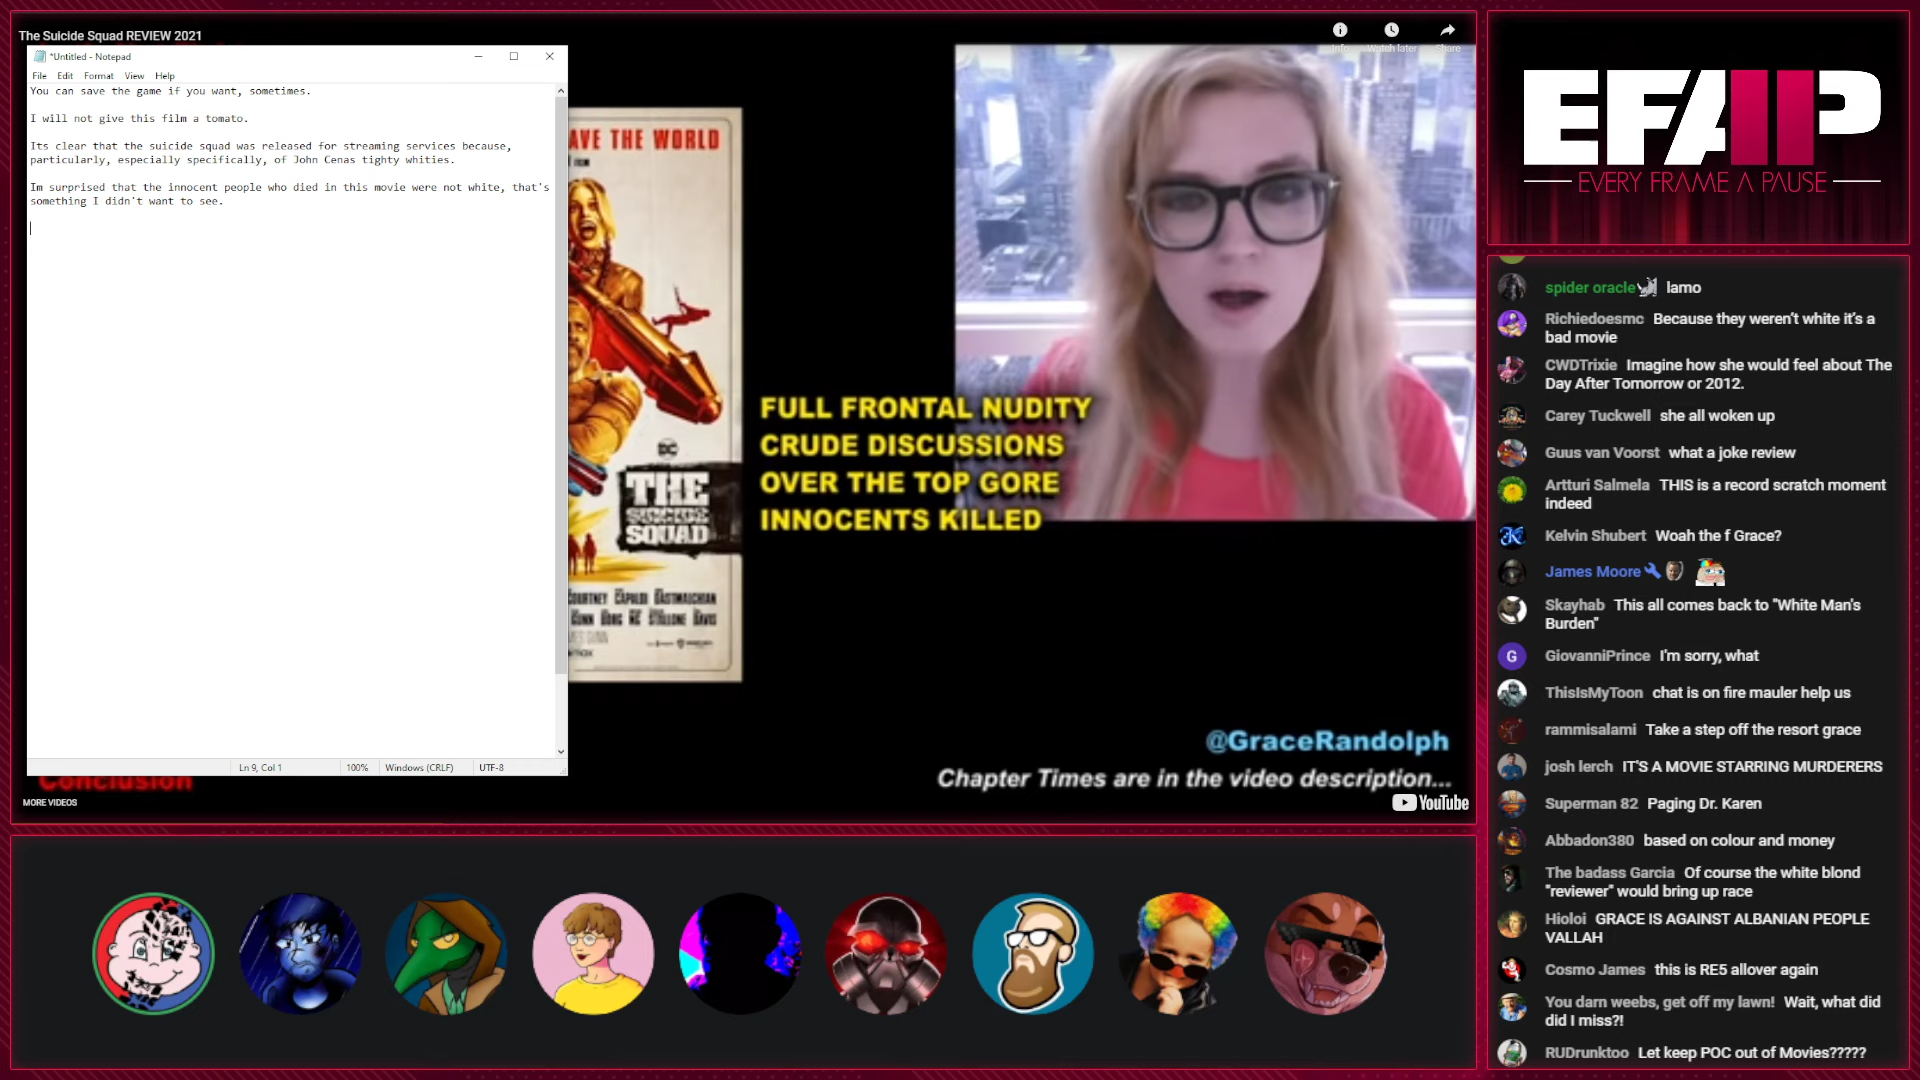 The Suicide Squad REVIEW 2021
Info
Watch later
Share
*Untitled - Notepad
File Edit Format View Help
You can save the game if you want, sometimes.
I will not give this film a tomato.
Its clear that the suicide squad was released for streaming services because,
particularly, especially specifically, of John Cenas tighty whities.
Im surprised that the innocent people who died in this movie were not white, that's
something I didn't want to see.
Ln 9, Col 1 100% Windows (CRLF) UTF-8
AVE THE WORLD
DC
THE
SUICIDE
SQUAD
COURTNEY CAPALDI DASTMALCHIAN
GUNN BORG NC STALLONE DAVIS
FULL FRONTAL NUDITY
CRUDE DISCUSSIONS
OVER THE TOP GORE
INNOCENTS KILLED
@GraceRandolph
Chapter Times are in the video description...
Conclusion
MORE VIDEOS
YouTube
EFAP
EVERY FRAME A PAUSE
spider oracle lamo
Richiedoesmc Because they weren't white it's a
bad movie
CWDTrixie Imagine how she would feel about The
Day After Tomorrow or 2012.
Carey Tuckwell she all woken up
Guus van Voorst what a joke review
Artturi Salmela THIS is a record scratch moment
indeed
Kelvin Shubert Woah the f Grace?
James Moore
Skayhab This all comes back to "White Man's
Burden"
G
GiovanniPrince I'm sorry, what
ThisIsMyToon chat is on fire mauler help us
rammisalami Take a step off the resort grace
josh lerch IT'S A MOVIE STARRING MURDERERS
Superman 82 Paging Dr. Karen
Abbadon380 based on colour and money
The badass Garcia Of course the white blond
"reviewer" would bring up race
Hioloi GRACE IS AGAINST ALBANIAN PEOPLE
VALLAH
Cosmo James this is RE5 allover again
You darn weebs, get off my lawn! Wait, what did
did I miss?!
RUDrunktoo Let keep POC out of Movies?????